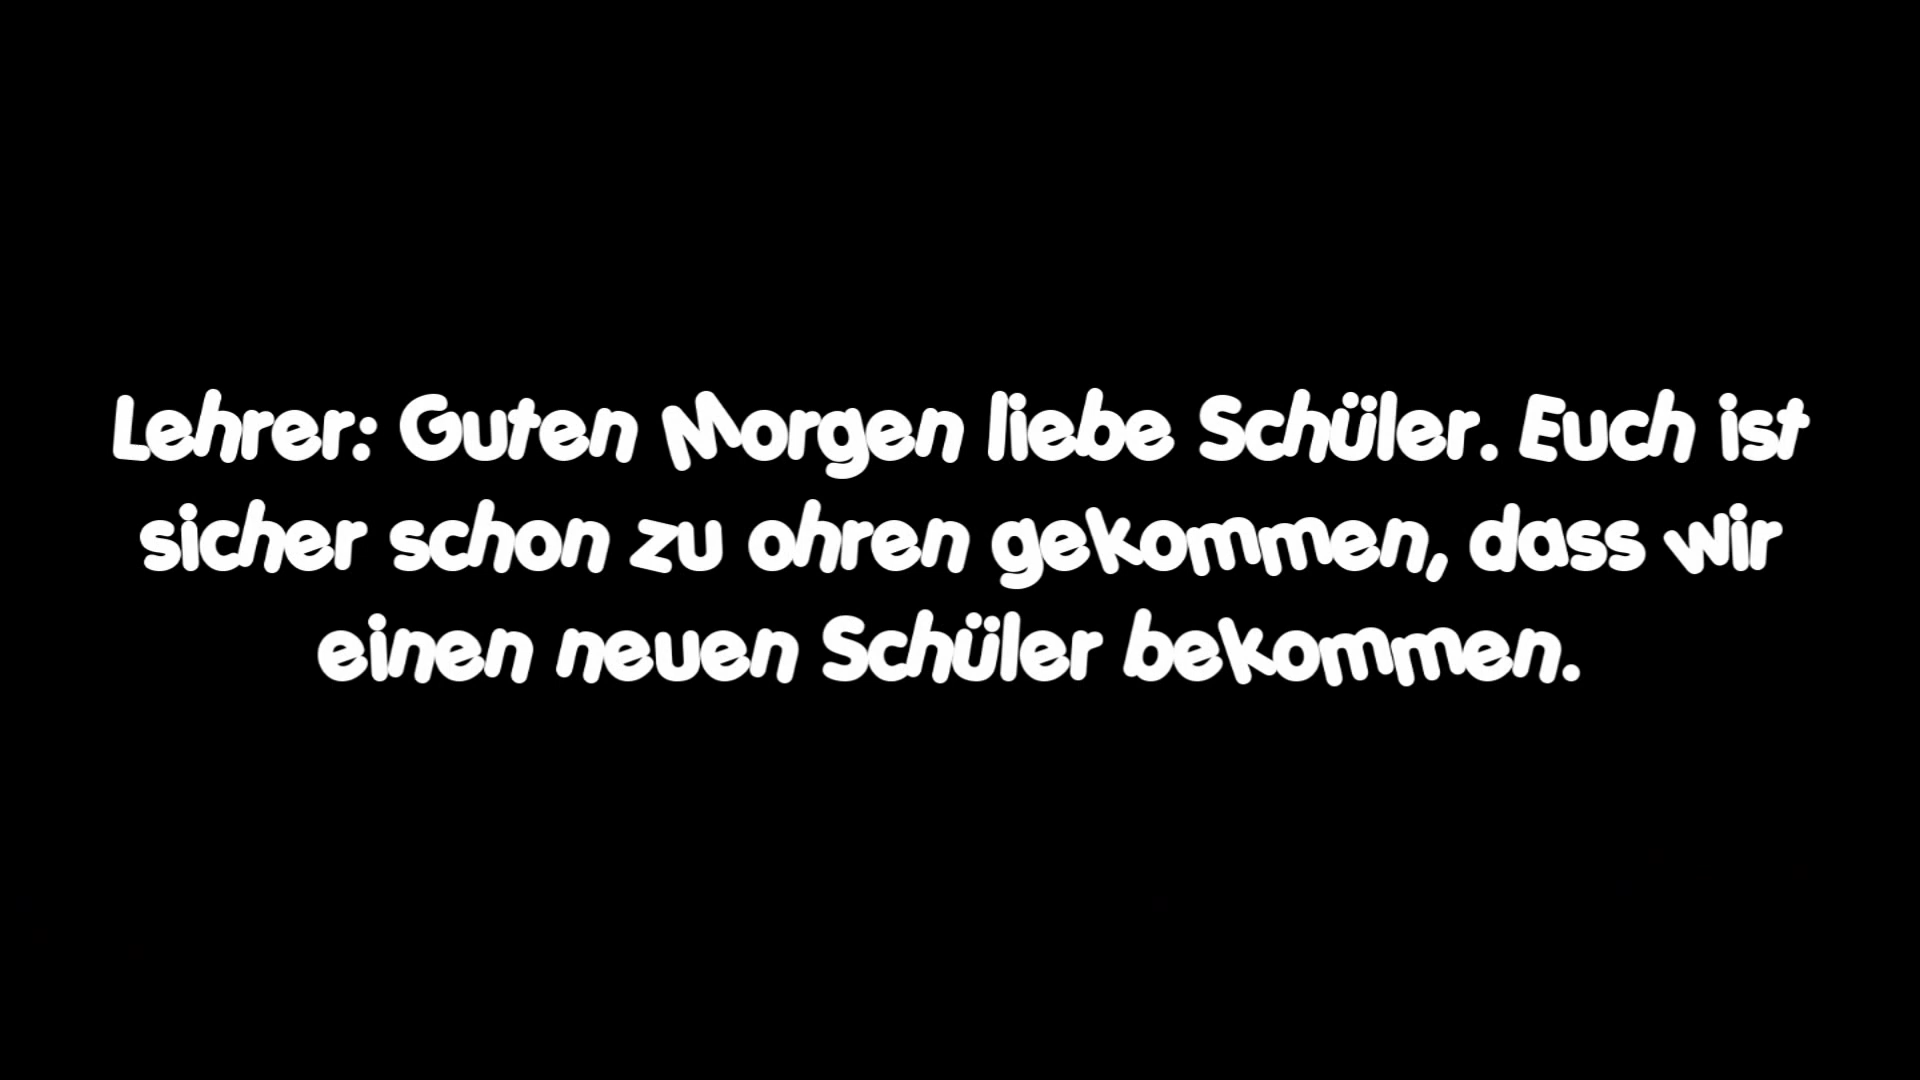 Lehrer: Guten Morgen liebe Schüler. Euch ist
sicher schon zu ohren gekommen, dass wir
einen neuen Schüler bekommen.